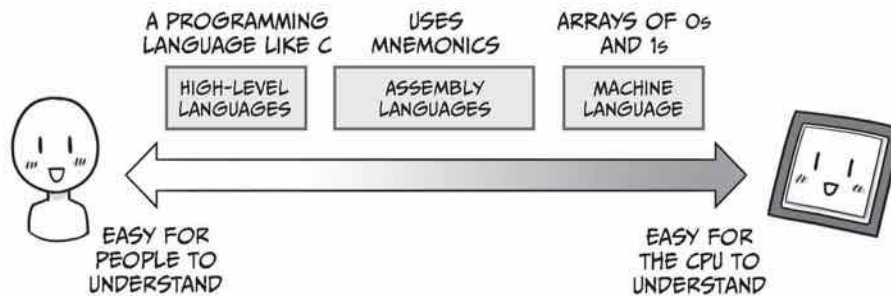 A PROGRAMMING
LANGUAGE LIKE C
USES
MNEMONICS
ARRAYS OF 0s
AND 1s
HIGH-LEVEL
LANGUAGES
ASSEMBLY
LANGUAGES
MACHINE
LANGUAGE
EASY FOR
PEOPLE TO
UNDERSTAND
EASY FOR
THE CPU TO
UNDERSTAND